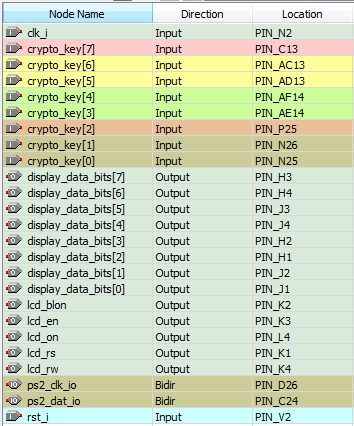 Node Name Direction Location
clk_i Input PIN_N2
crypto_key[7] Input PIN_C13
crypto_key[6] Input PIN_AC13
crypto_key[5] Input PIN_AD13
crypto_key[4] Input PIN_AF14
crypto_key[3] Input PIN_AE14
crypto_key[2] Input PIN_P25
crypto_key[1] Input PIN_N26
crypto_key[0] Input PIN_N25
display_data_bits[7] Output PIN_H3
display_data_bits[6] Output PIN_H4
display_data_bits[5] Output PIN_J3
display_data_bits[4] Output PIN_J4
display_data_bits[3] Output PIN_H2
display_data_bits[2] Output PIN_H1
display_data_bits[1] Output PIN_J2
display_data_bits[0] Output PIN_J1
lcd_blon Output PIN_K2
lcd_en Output PIN_K3
lcd_on Output PIN_L4
lcd_rs Output PIN_K1
lcd_rw Output PIN_K4
ps2_clk_io Bidir PIN_D26
ps2_dat_io Bidir PIN_C24
rst_i Input PIN_V2